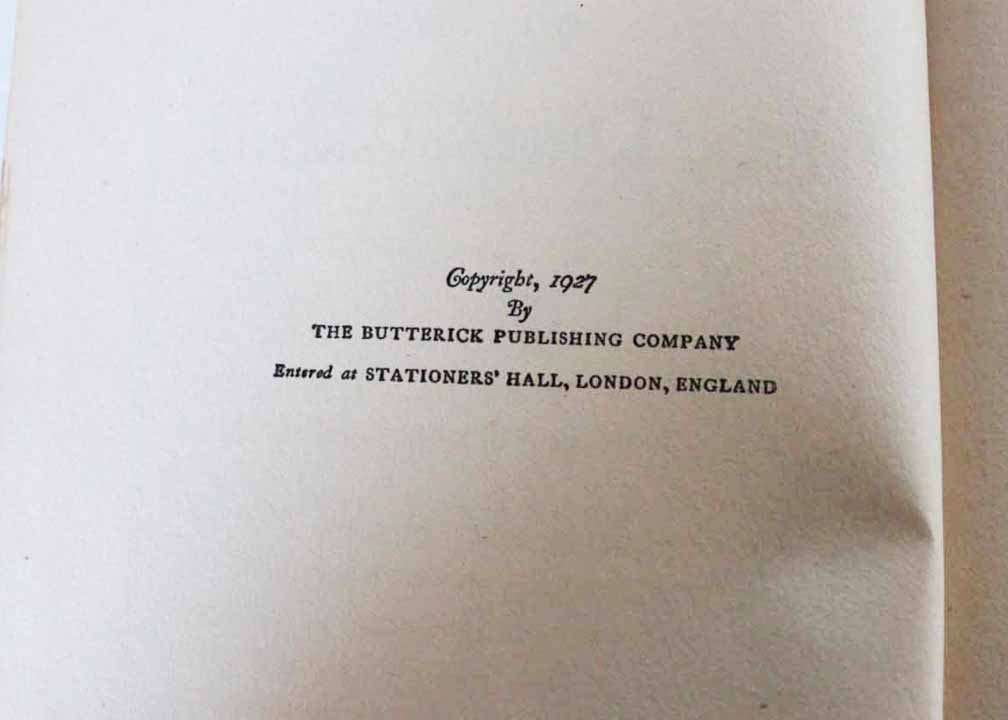 Copyright, 1927
By
THE BUTTERICK PUBLISHING COMPANY
Entered at STATIONERS' HALL, LONDON, ENGLAND